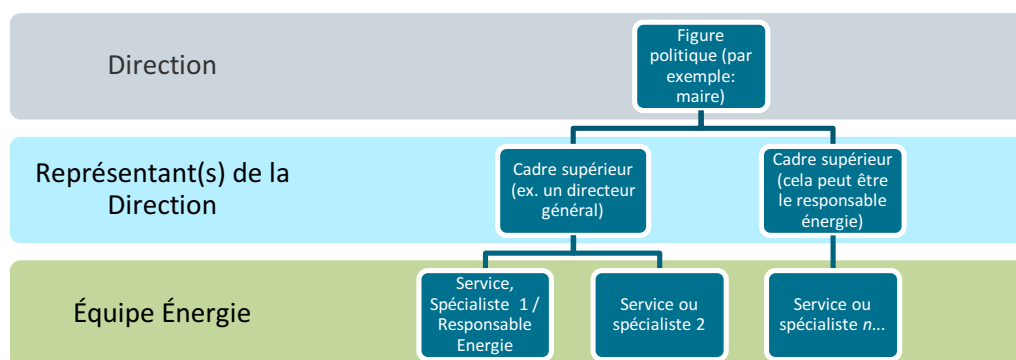 Direction
Figure
politique (par
exemple:
maire)
Représentant(s) de la
Direction
Cadre supérieur
(ex. un directeur
général)
Cadre supérieur
(cela peut être
le responsable
énergie)
Équipe Énergie
Service,
Spécialiste 1 /
Responsable
Energie
Service ou
spécialiste 2
Service ou
spécialiste n...